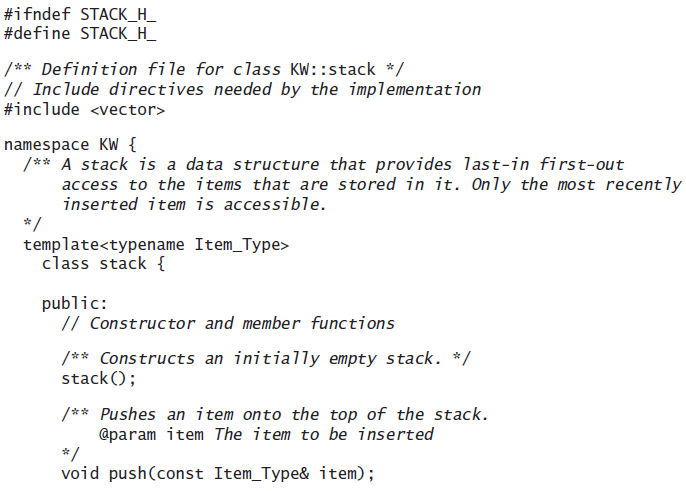 #ifndef STACK_H_
#define STACK_H_
/** Definition file for class KW::stack */
// Include directives needed by the implementation
#include <vector>
namespace KW {
/** A stack is a data structure that provides last-in first-out
access to the items that are stored in it. Only the most recently
inserted item is accessible.
*/
template<typename Item_Type>
class stack {
public:
// Constructor and member functions
/** Constructs an initially empty stack. */
stack();
/** Pushes an item onto the top of the stack.
@param item The item to be inserted
*/
void push(const Item_Type& item);